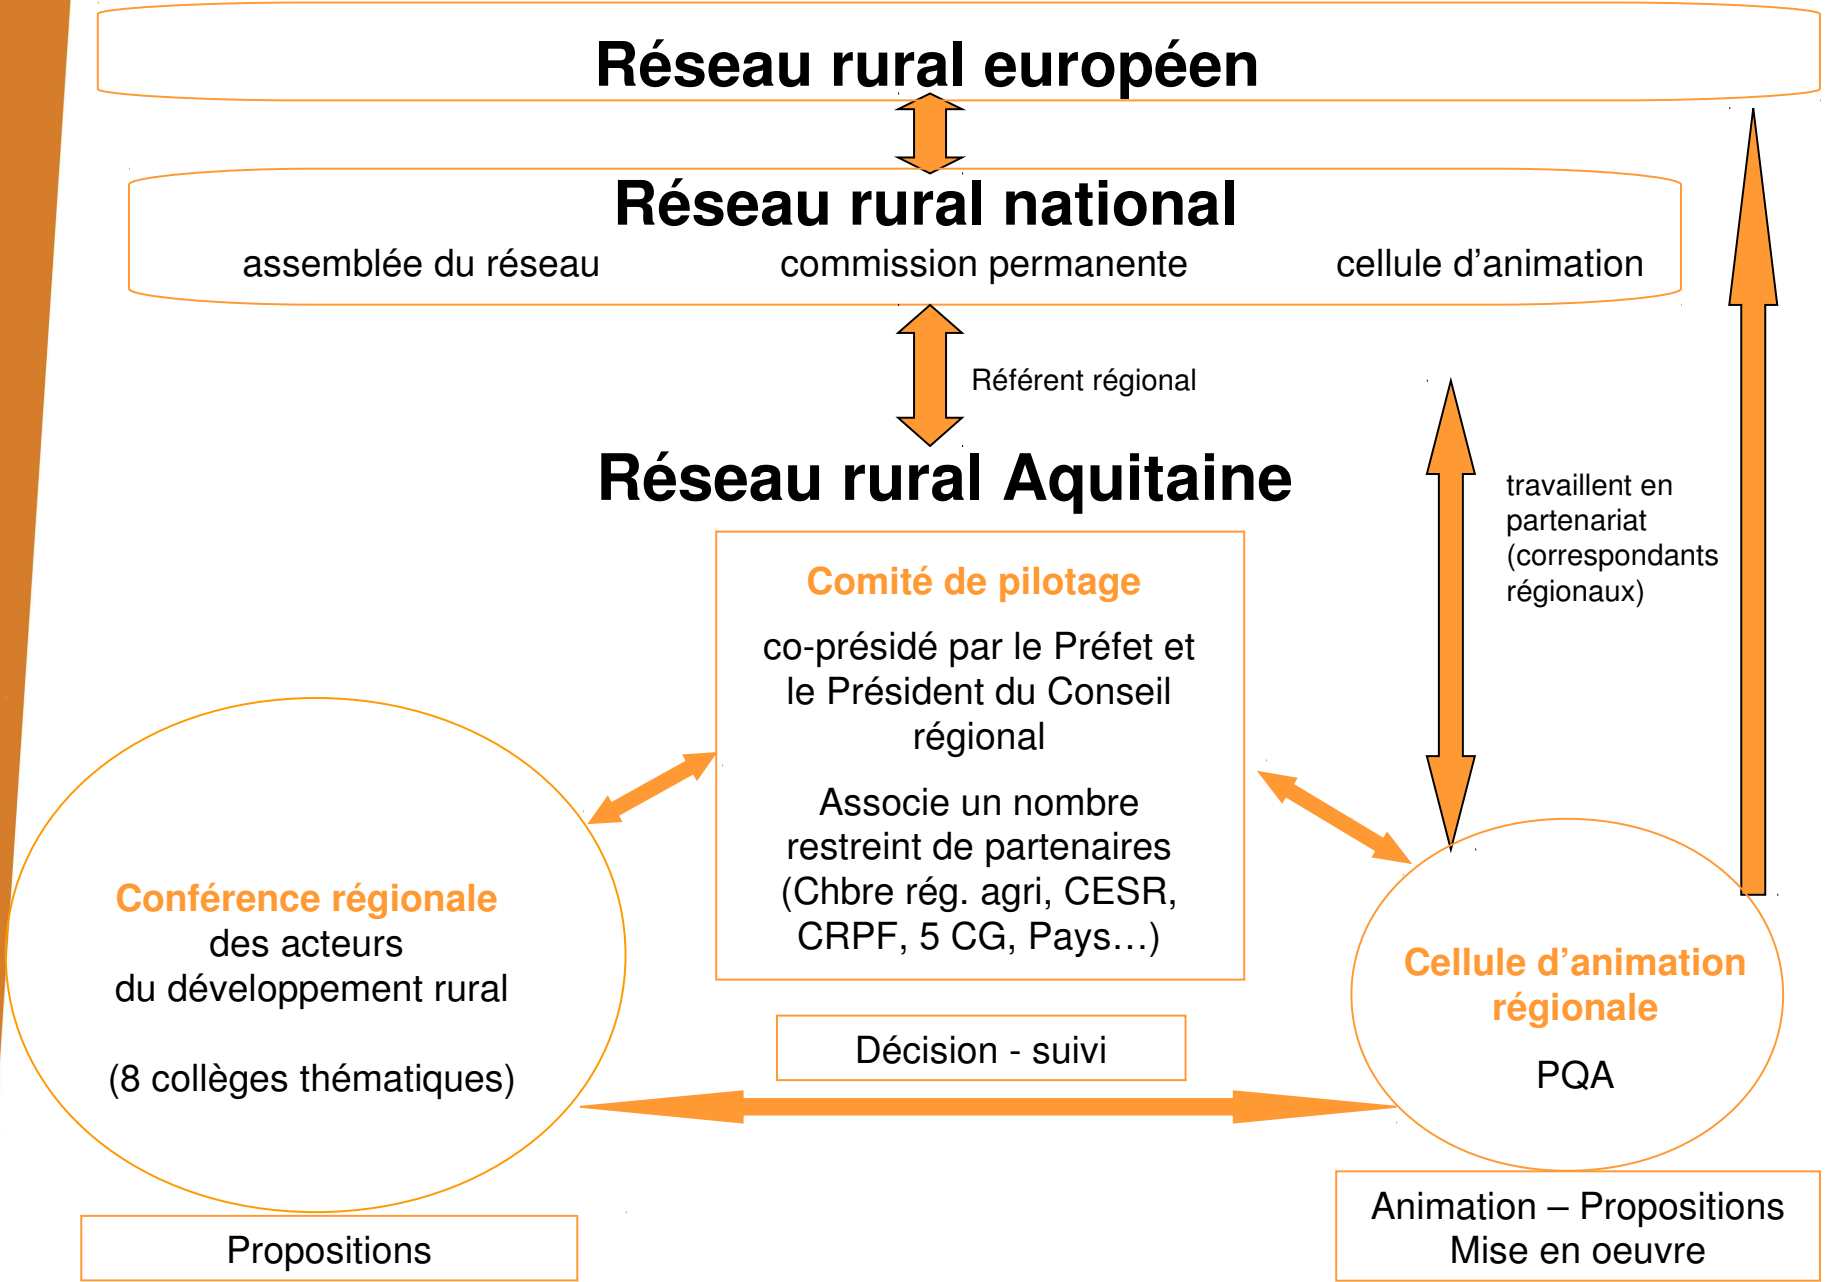 Réseau rural européen
Réseau rural national
assemblée du réseau
commission permanente
cellule d’animation
Référent régional
Réseau rural Aquitaine
travaillent en
partenariat
(correspondants
régionaux)
Comité de pilotage
co-présidé par le Préfet et
le Président du Conseil
régional
Associe un nombre
restreint de partenaires
(Chbre rég. agri, CESR,
CRPF, 5 CG, Pays…)
Conférence régionale
des acteurs
du développement rural
(8 collèges thématiques)
Cellule d’animation
régionale
PQA
Décision - suivi
Propositions
Animation – Propositions
Mise en oeuvre